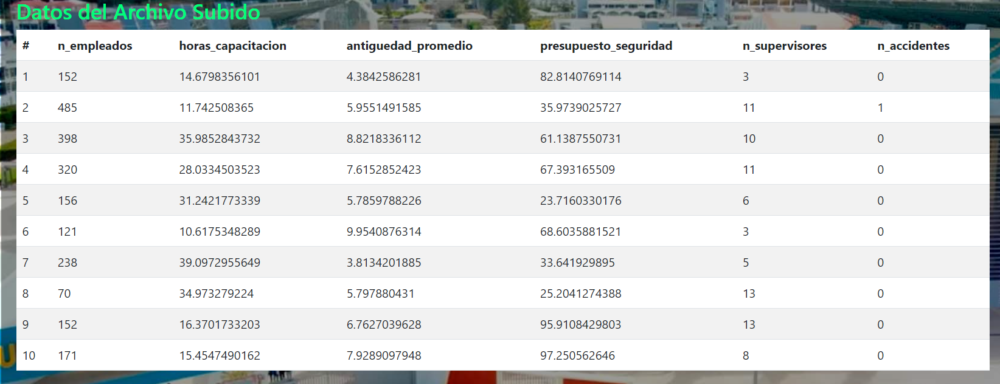 Datos del Archivo Subido
# n_empleados horas_capacitacion antiguedad_promedio presupuesto_seguridad n_supervisores n_accidentes
1 152 14.6798356101 4.3842586281 82.8140769114 3 0
2 485 11.742508365 5.9551491585 35.9739025727 11 1
3 398 35.9852843732 8.8218336112 61.1387550731 10 0
4 320 28.0334503523 7.6152852423 67.393165509 11 0
5 156 31.2421773339 5.7859788226 23.7160330176 6 0
6 121 10.6175348289 9.9540876314 68.6035881521 3 0
7 238 39.0972955649 3.8134201885 33.641929895 5 0
8 70 34.973279224 5.797880431 25.2041274388 13 0
9 152 16.3701733203 6.7627039628 95.9108429803 13 0
10 171 15.4547490162 7.9289097948 97.250562646 8 0